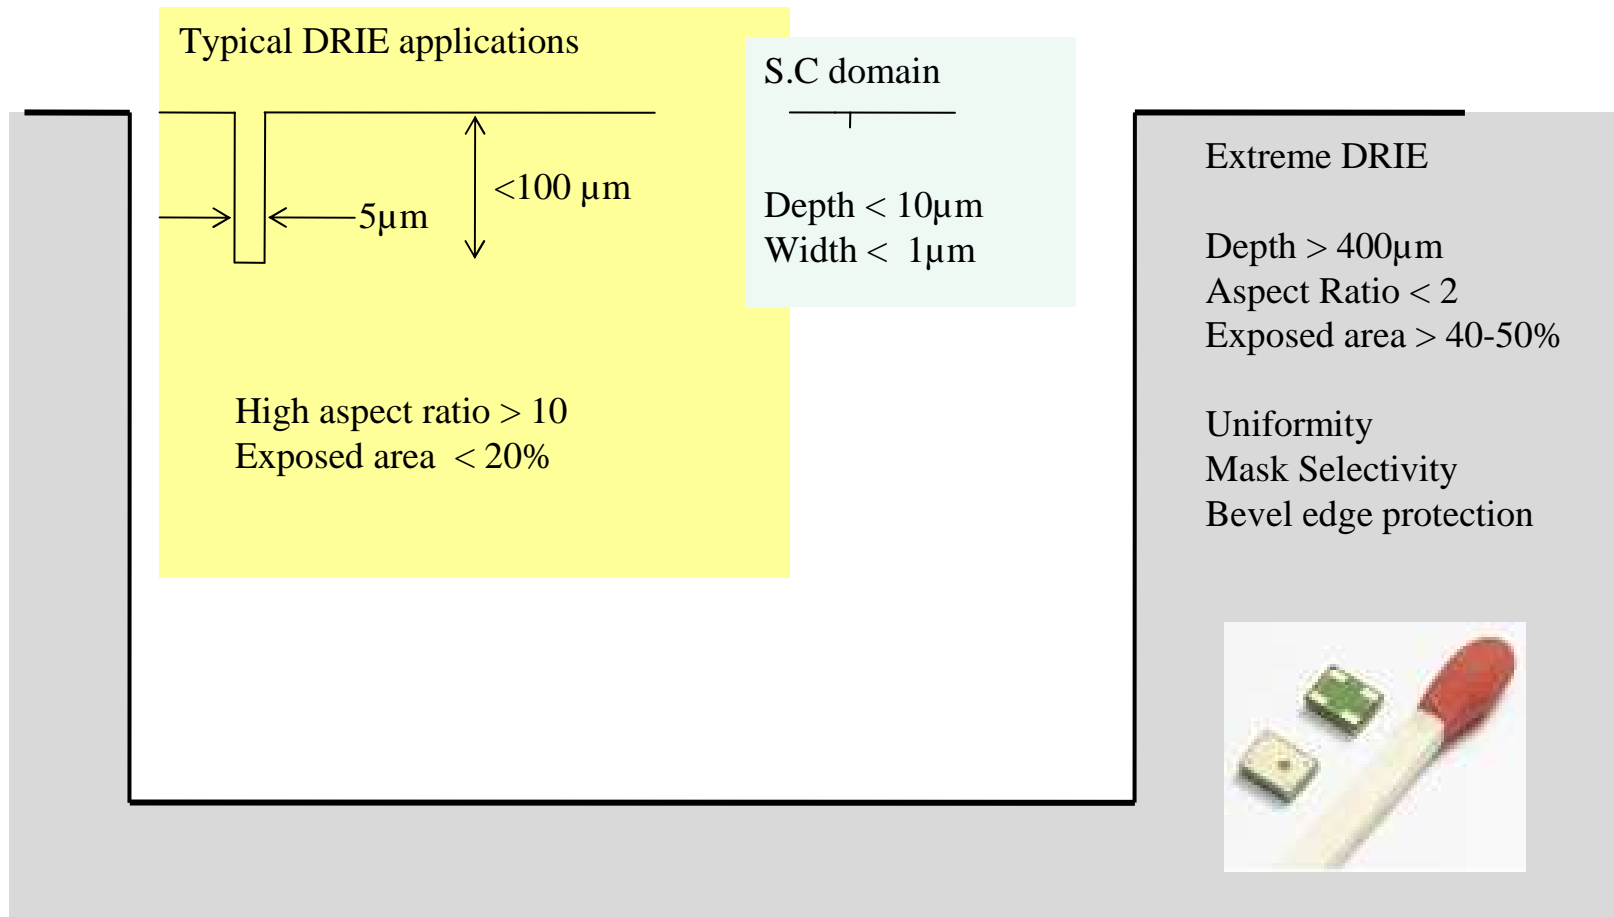 Typical DRIE applications
<100 µm
5µm
High aspect ratio > 10
Exposed area < 20%
S.C domain
Depth < 10µm
Width < 1µm
Extreme DRIE
Depth > 400µm
Aspect Ratio < 2
Exposed area > 40-50%
Uniformity
Mask Selectivity
Bevel edge protection